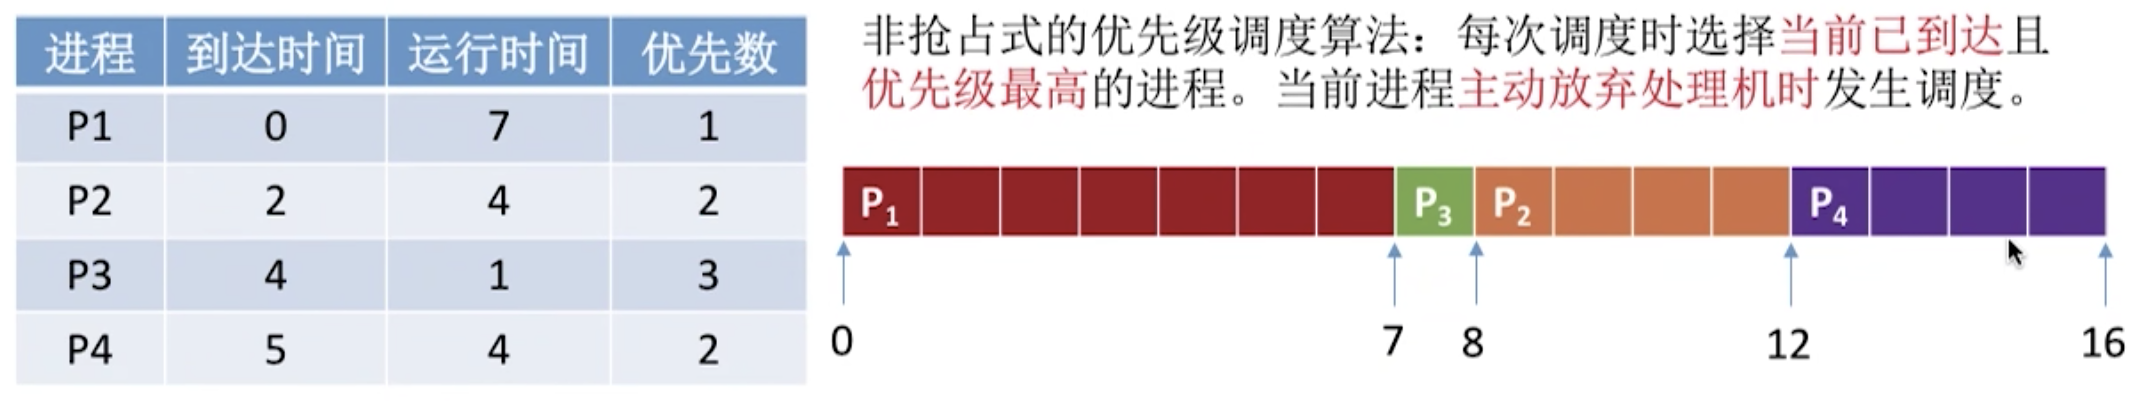 进程 到达时间 运行时间 优先数
P1 0 7 1
P2 2 4 2
P3 4 1 3
P4 5 4 2
非抢占式的优先级调度算法：每次调度时选择当前已到达且
优先级最高的进程。当前进程主动放弃处理机时发生调度。
P1 P3 P2 P4
0 7 8 12 16